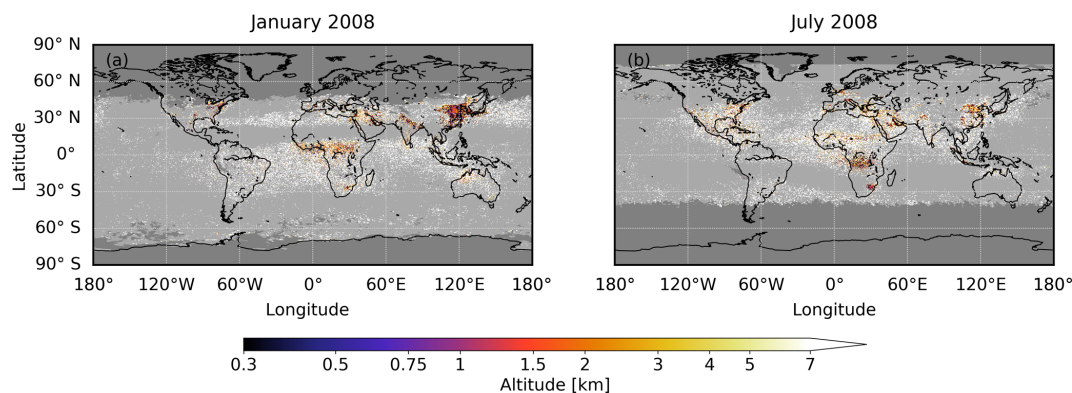 January 2008
July 2008
90° N
60° N
30° N
0°
30° S
60° S
90° S
Latitude
(a)
(b)
180° 120°W 60°W 0° 60°E 120°E 180°
180° 120°W 60°W 0° 60°E 120°E 180°
Longitude
Longitude
0.3 0.5 0.75 1 1.5 2 3 4 5 7
Altitude [km]